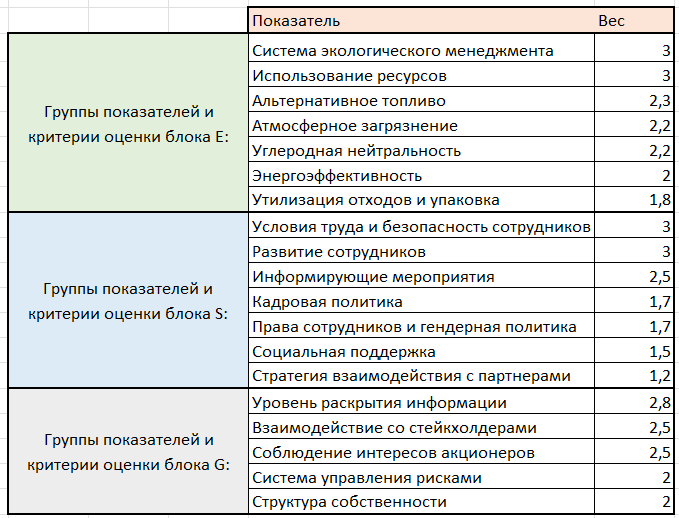 Показатель Вес
Группы показателей и
критерии оценки блока E:
Система экологического менеджмента 3
Использование ресурсов 3
Альтернативное топливо 2,3
Атмосферное загрязнение 2,2
Углеродная нейтральность 2,2
Энергоэффективность 2
Утилизация отходов и упаковка 1,8
Группы показателей и
критерии оценки блока S:
Условия труда и безопасность сотрудников 3
Развитие сотрудников 3
Информирующие мероприятия 2,5
Кадровая политика 1,7
Права сотрудников и гендерная политика 1,7
Социальная поддержка 1,5
Стратегия взаимодействия с партнерами 1,2
Группы показателей и
критерии оценки блока G:
Уровень раскрытия информации 2,8
Взаимодействие со стейкхолдерами 2,5
Соблюдение интересов акционеров 2,5
Система управления рисками 2
Структура собственности 2